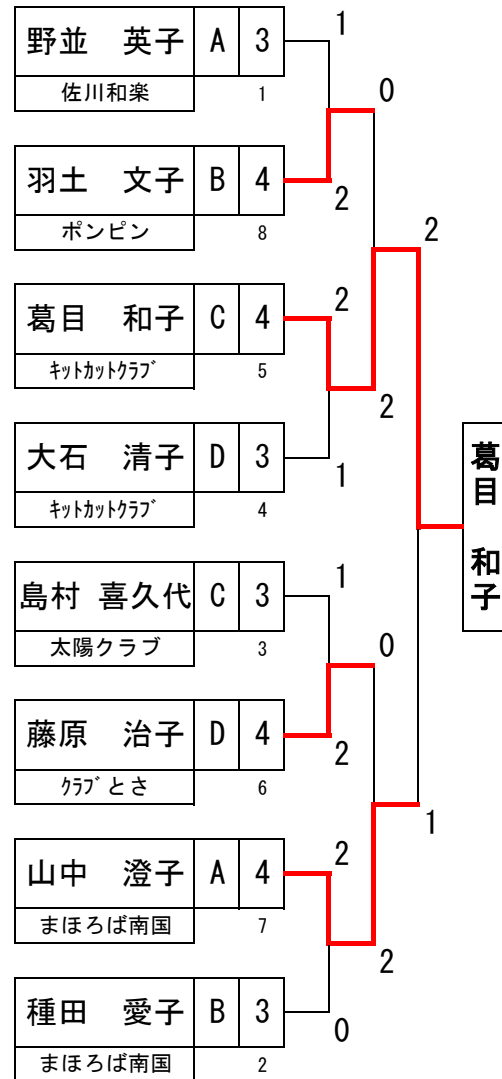 野並　英子 A 3 1
佐川和楽 1
0
羽土　文子 B 4 2
ポンピン 8
2
葛目　和子 C 4 2
ｷｯﾄｶｯﾄｸﾗﾌﾞ 5
2
大石　清子 D 3 1
ｷｯﾄｶｯﾄｸﾗﾌﾞ 4
葛目　和子
島村 喜久代 C 3 1
太陽クラブ 3
0
藤原　治子 D 4 2
ｸﾗﾌﾞとさ 6
1
山中　澄子 A 4 2
まほろば南国 7
2
種田　愛子 B 3 0
まほろば南国 2